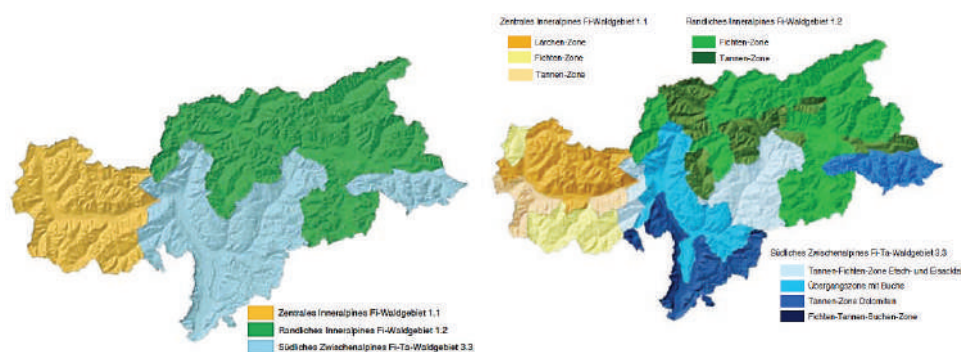 Zentrales Inneralpines Fi-Waldgebiet 1.1
Randliches Inneralpines Fi-Waldgebiet 1.2
Südliches Zwischenalpines Fi-Ta-Waldgebiet 3.3
Zentrales Inneralpines Fi-Waldgebiet 1.1
Lärchen-Zone
Fichten-Zone
Tannen-Zone
Randliches Inneralpines Fi-Waldgebiet 1.2
Fichten-Zone
Tannen-Zone
Südliches Zwischenalpines Fi-Ta-Waldgebiet 3.3
Tannen-Fichten-Zone Etsch- und Eisackta
Übergangszone mit Buche
Tannen-Zone Dolomiten
Fichten-Tannen-Buchen-Zone